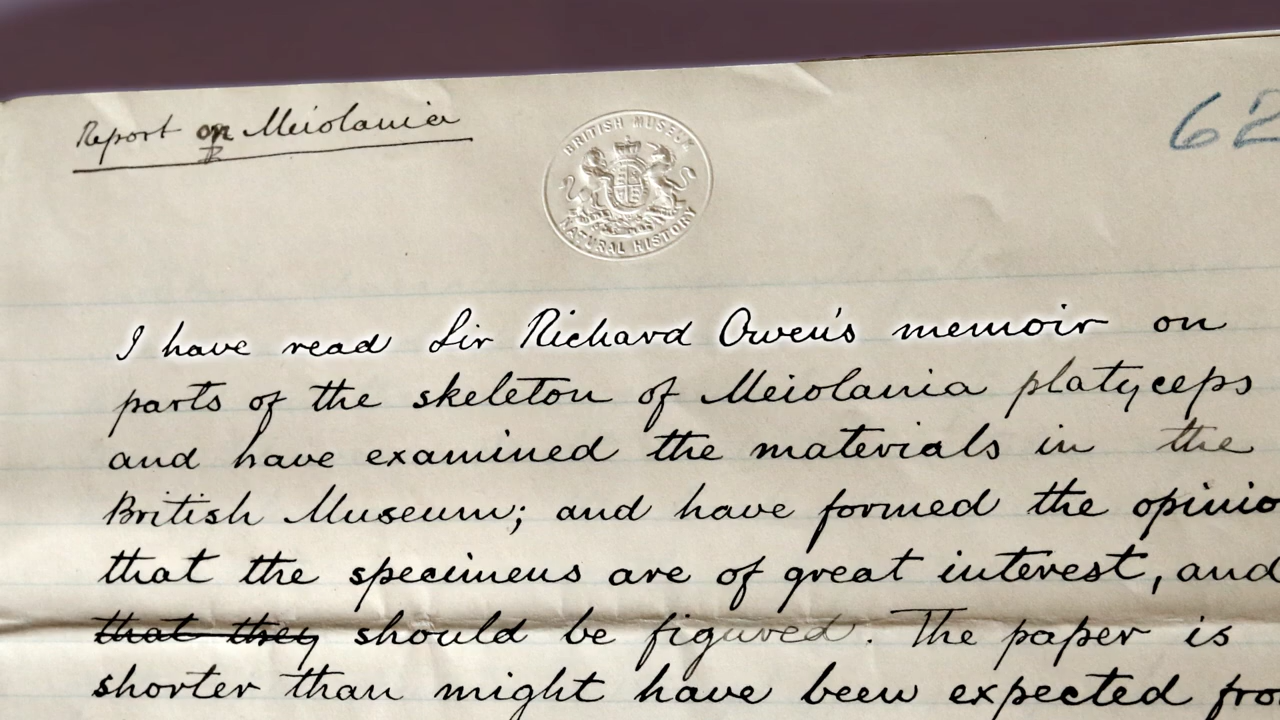 Report on Meiolania
BRITISH MUSEUM
NATURAL HISTORY
62
I have read Sir Richard Owen's memoir on
parts of the skeleton of Meiolania platyceps
and have examined the materials in the
British Museum; and have formed the opinio
that the specimens are of great interest, and
that they should be figured. The paper is
shorter than might have been expected fro